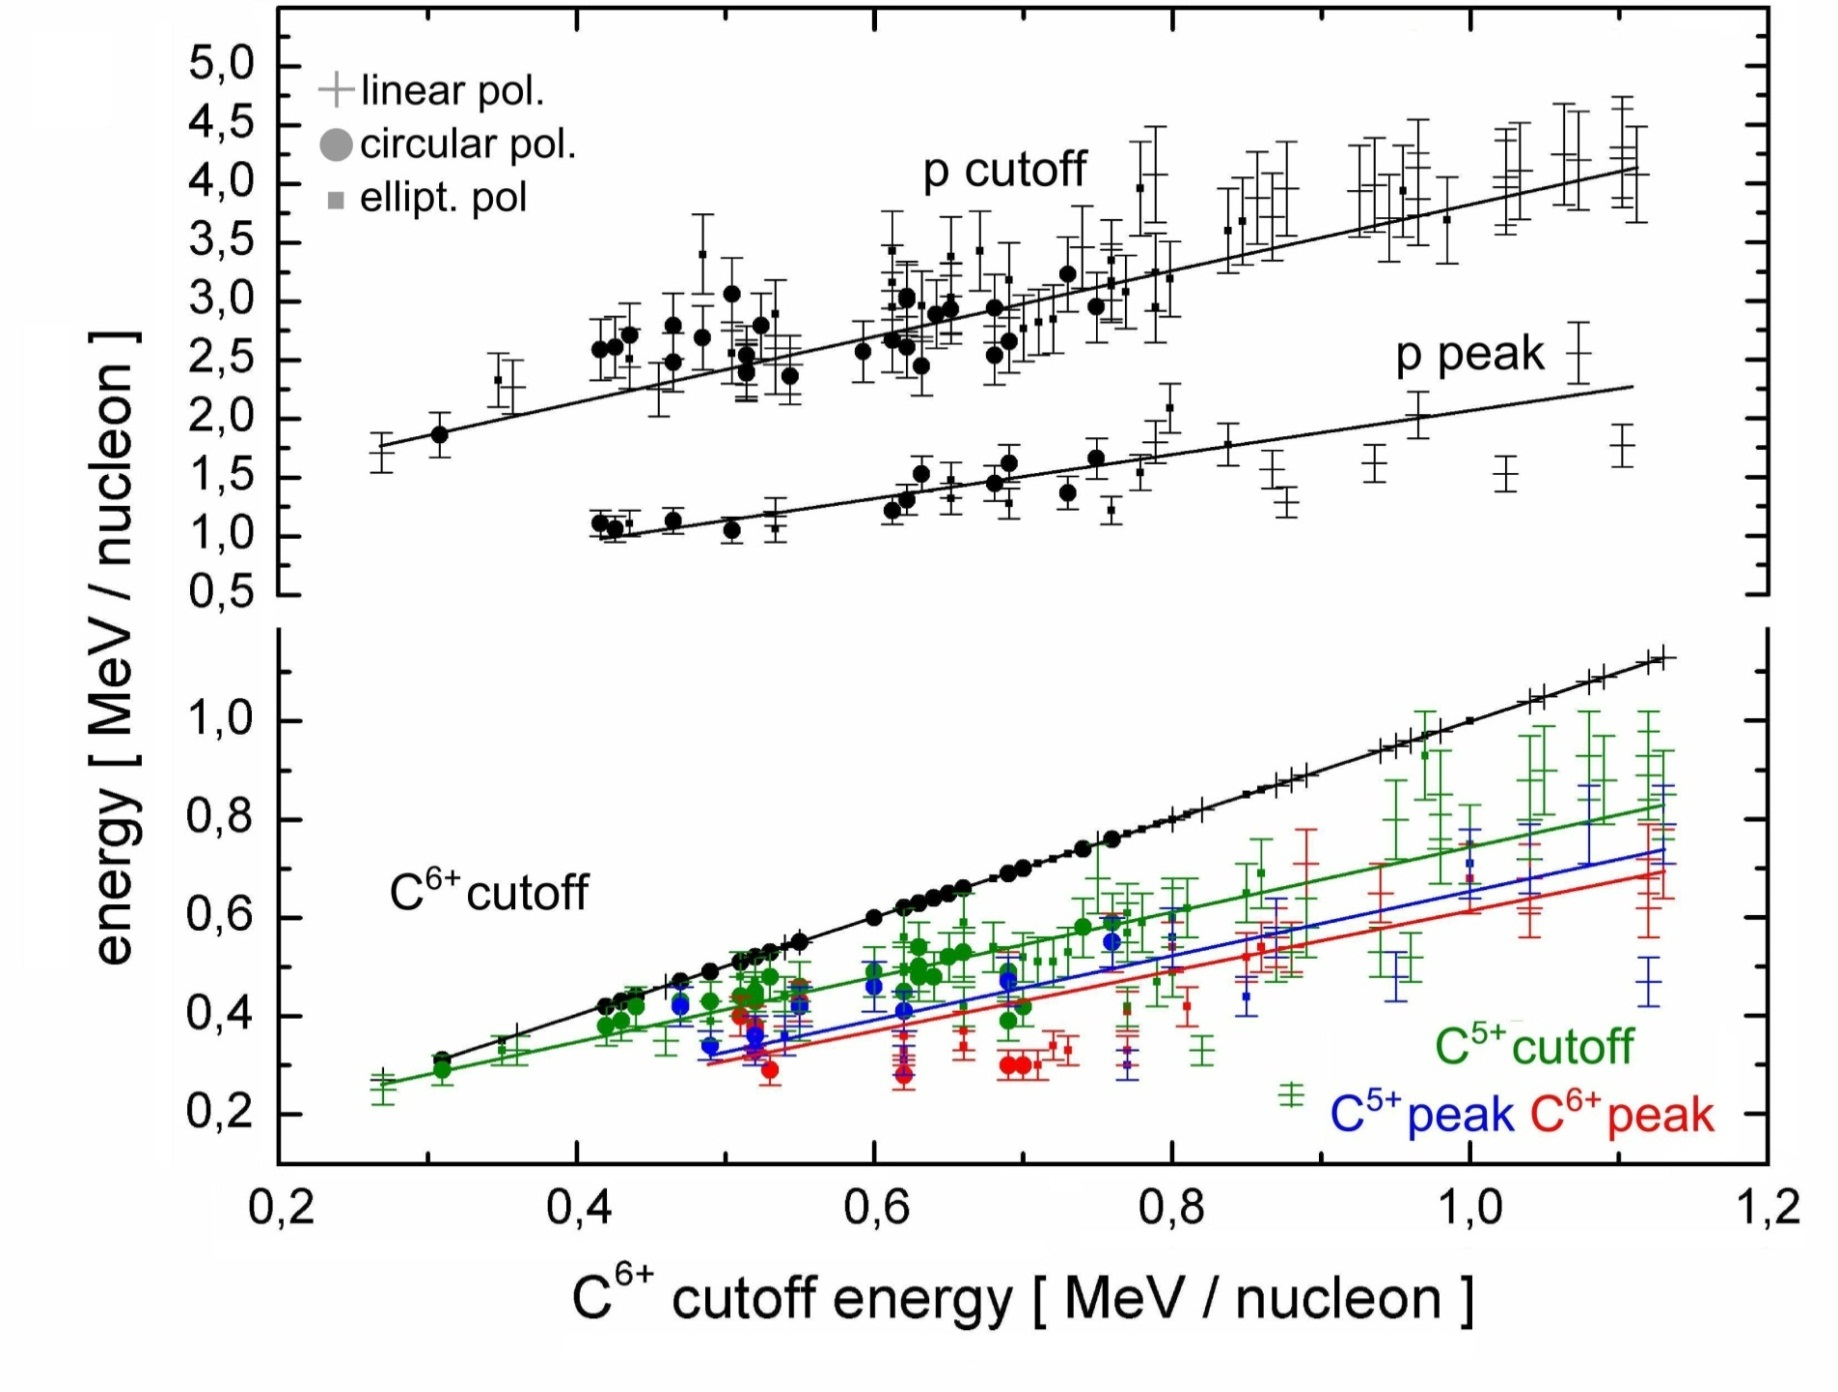 5,0
4,5
4,0
3,5
3,0
2,5
2,0
1,5
1,0
0,5
linear pol.
circular pol.
ellipt. pol
p cutoff
p peak
energy [ MeV / nucleon ]
1,0
0,8
0,6
0,4
0,2
C⁶⁺ cutoff
C⁵⁺ cutoff
C⁵⁺ peak C⁶⁺ peak
0,2 0,4 0,6 0,8 1,0 1,2
C⁶⁺ cutoff energy [ MeV / nucleon ]